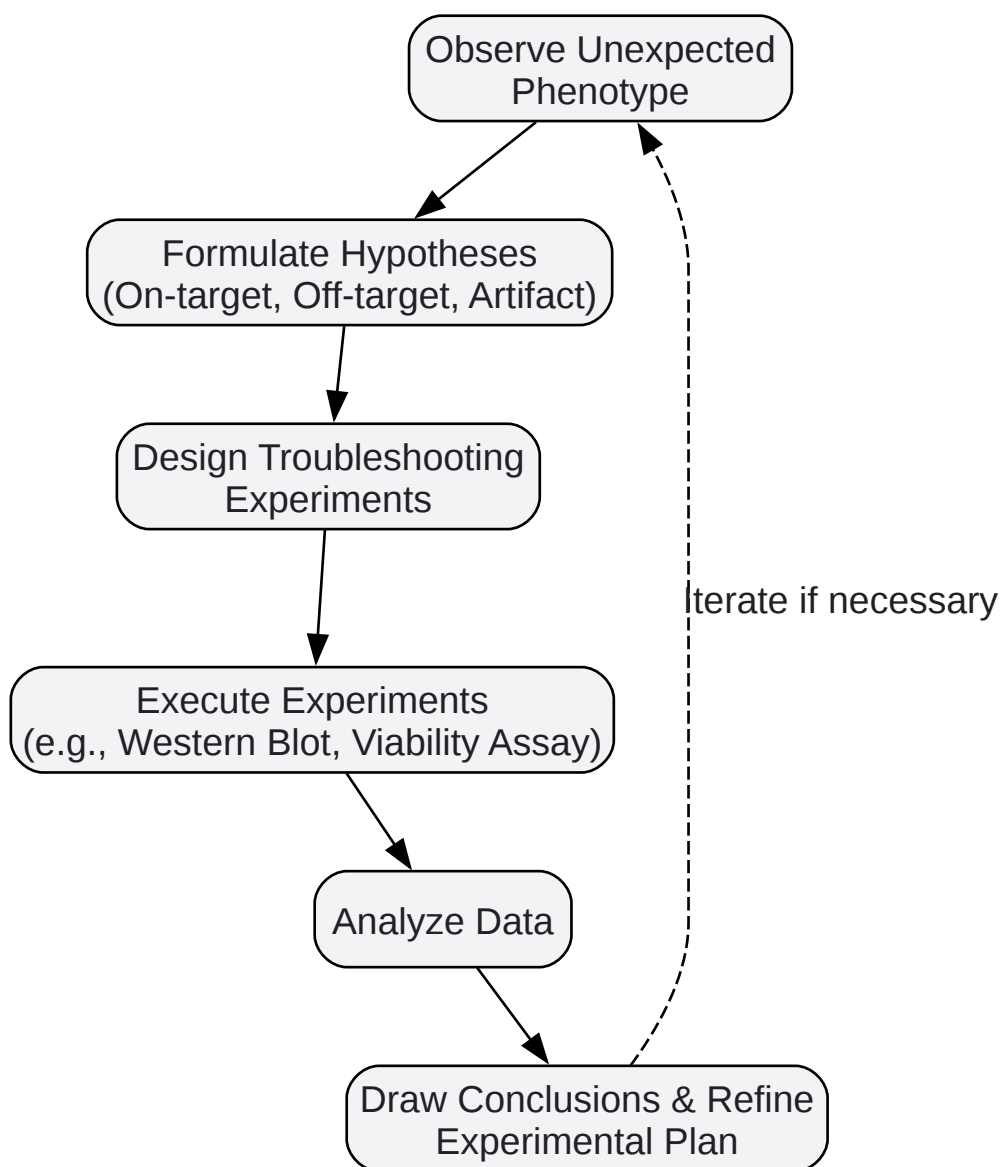 Observe Unexpected
Phenotype
Formulate Hypotheses
(On-target, Off-target, Artifact)
Design Troubleshooting
Experiments
Iterate if necessary
Execute Experiments
(e.g., Western Blot, Viability Assay)
Analyze Data
Draw Conclusions & Refine
Experimental Plan